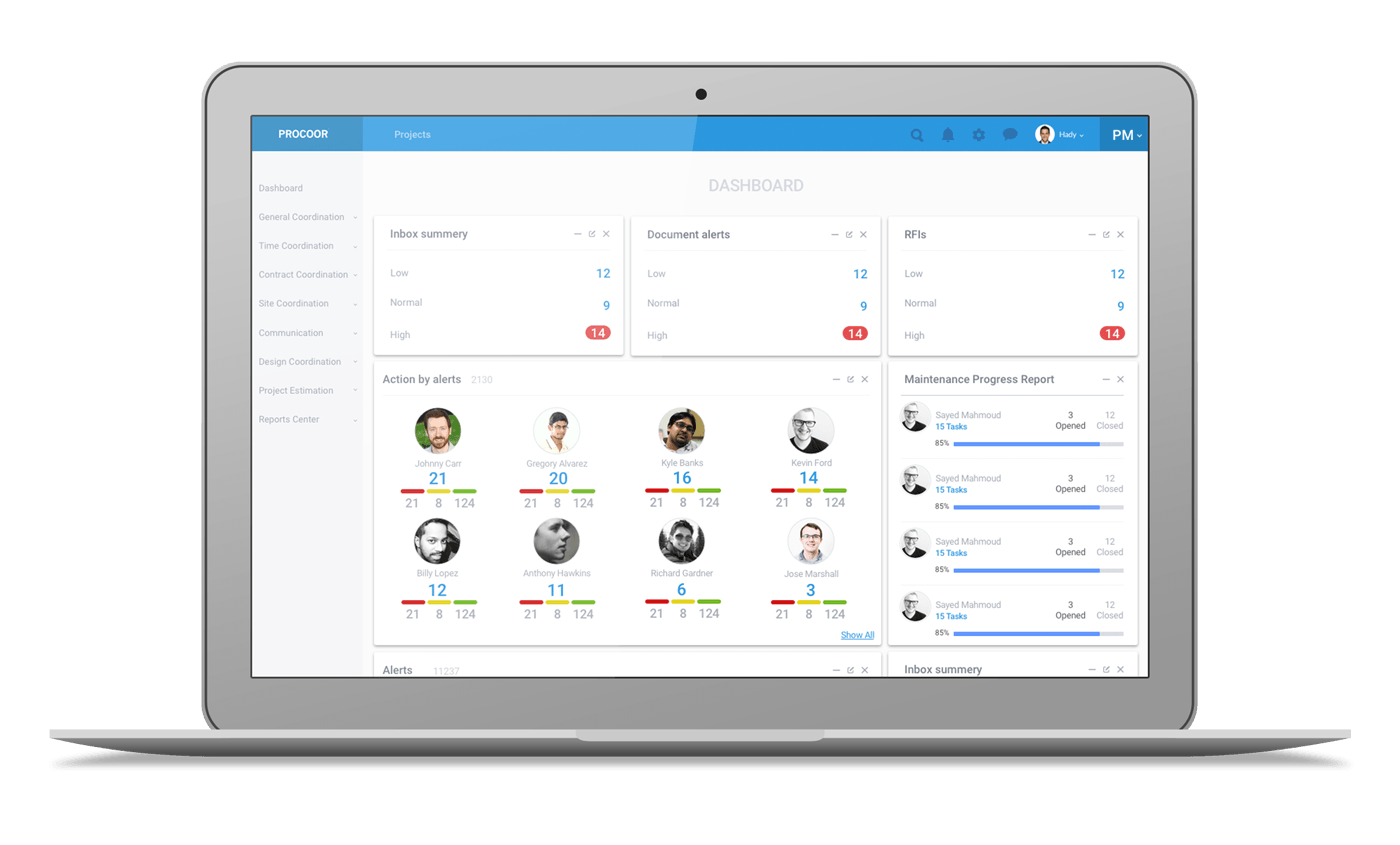 PROCOOR
Projects
Hady
PM
Dashboard
General Coordination
Time Coordination
Contract Coordination
Site Coordination
Communication
Design Coordination
Project Estimation
Reports Center
DASHBOARD
Inbox summery
Low 12
Normal 9
High 14
Document alerts
Low 12
Normal 9
High 14
RFIs
Low 12
Normal 9
High 14
Action by alerts 2130
Johnny Carr
21
21 8 124
Gregory Alvarez
20
21 8 124
Kyle Banks
16
21 8 124
Kevin Ford
14
21 8 124
Billy Lopez
12
21 8 124
Anthony Hawkins
11
21 8 124
Richard Gardner
6
21 8 124
Jose Marshall
3
21 8 124
Show All
Maintenance Progress Report
Sayed Mahmoud 3 12
15 Tasks Opened Closed
85%
Sayed Mahmoud 3 12
15 Tasks Opened Closed
85%
Sayed Mahmoud 3 12
15 Tasks Opened Closed
85%
Sayed Mahmoud 3 12
15 Tasks Opened Closed
85%
Alerts 11237
Inbox summery